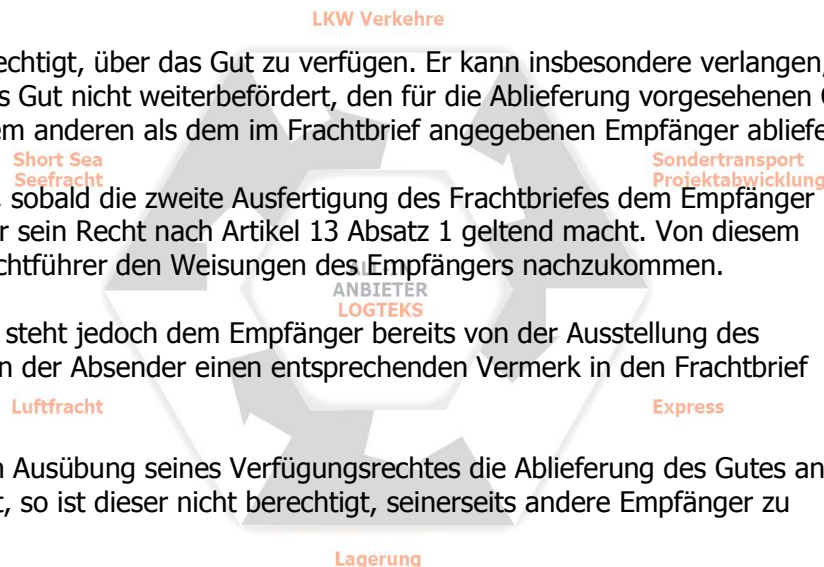 LKW Verkehre
echtigt, über das Gut zu verfügen. Er kann insbesondere verlangen,
s Gut nicht weiterbefördert, den für die Ablieferung vorgesehenen
em anderen als dem im Frachtbrief angegebenen Empfänger abliefe
Short Sea
Seefracht
Sondertransport
Projektabwicklung
, sobald die zweite Ausfertigung des Frachtbriefes dem Empfänger
r sein Recht nach Artikel 13 Absatz 1 geltend macht. Von diesem
chtführer den Weisungen des Empfängers nachzukommen.
ANBIETER
LOGTEKS
steht jedoch dem Empfänger bereits von der Ausstellung des
n der Absender einen entsprechenden Vermerk in den Frachtbrief
Luftfracht
Express
n Ausübung seines Verfügungsrechtes die Ablieferung des Gutes an
t, so ist dieser nicht berechtigt, seinerseits andere Empfänger zu
Lagerung